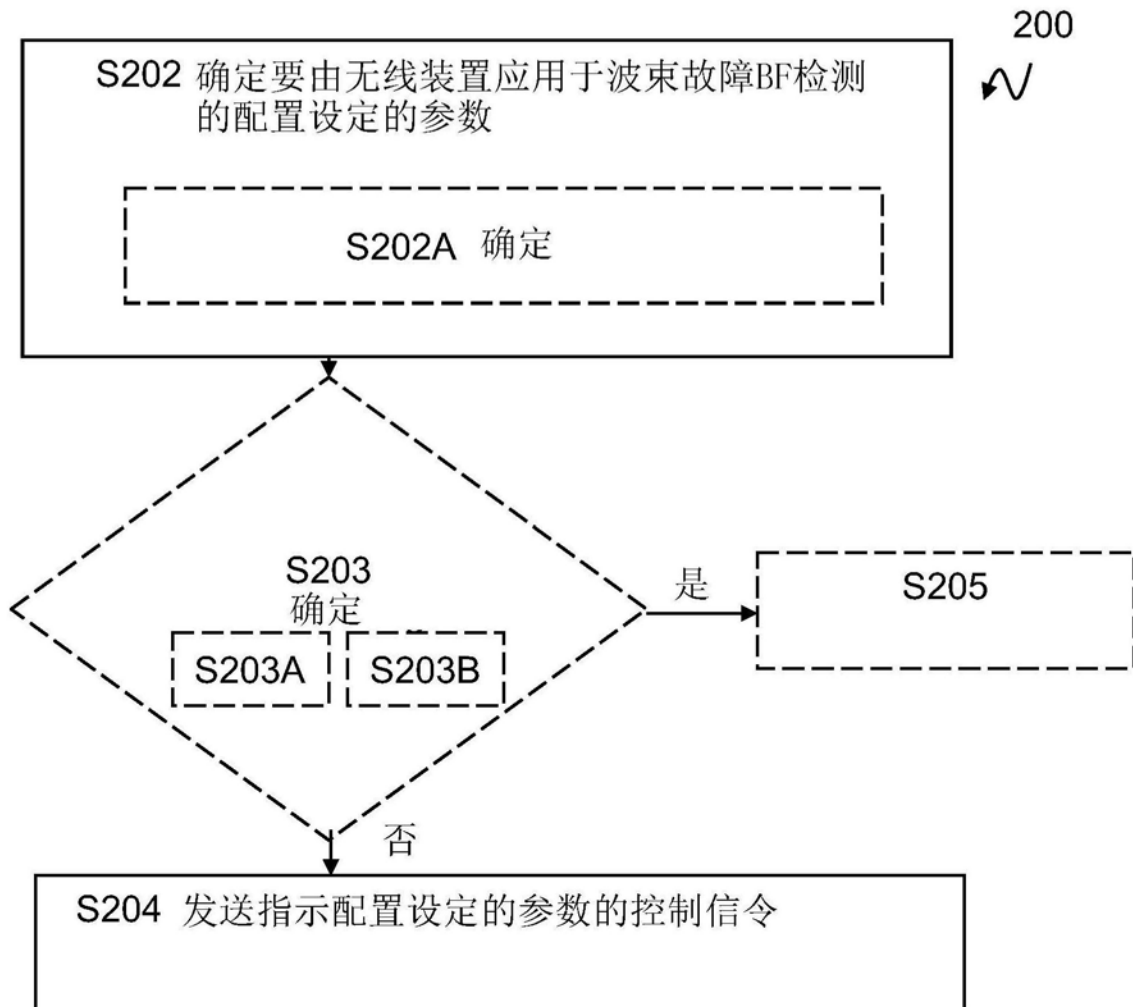 200
S202 确定要由无线装置应用于波束故障BF检测
的配置设定的参数
S202A 确定
S203
确定
S203A S203B
是
S205
否
S204 发送指示配置设定的参数的控制信令